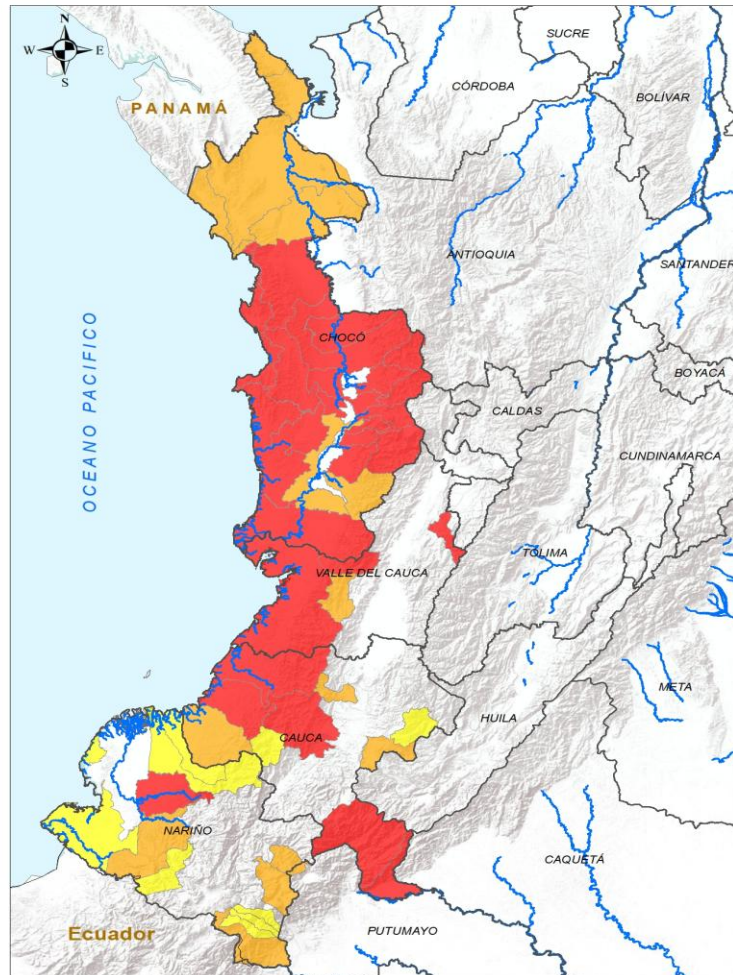 N
W E
S
PANAMÁ
SUCRE
CÓRDOBA
BOLÍVAR
ANTIOQUIA
SANTANDER
OCEANO PACIFICO
CHOCÓ
BOYACÁ
CALDAS
CUNDINAMARCA
TOLIMA
VALLE DEL CAUCA
META
HUILA
CAUCA
NARIÑO
CAQUETÁ
Ecuador
PUTUMAYO